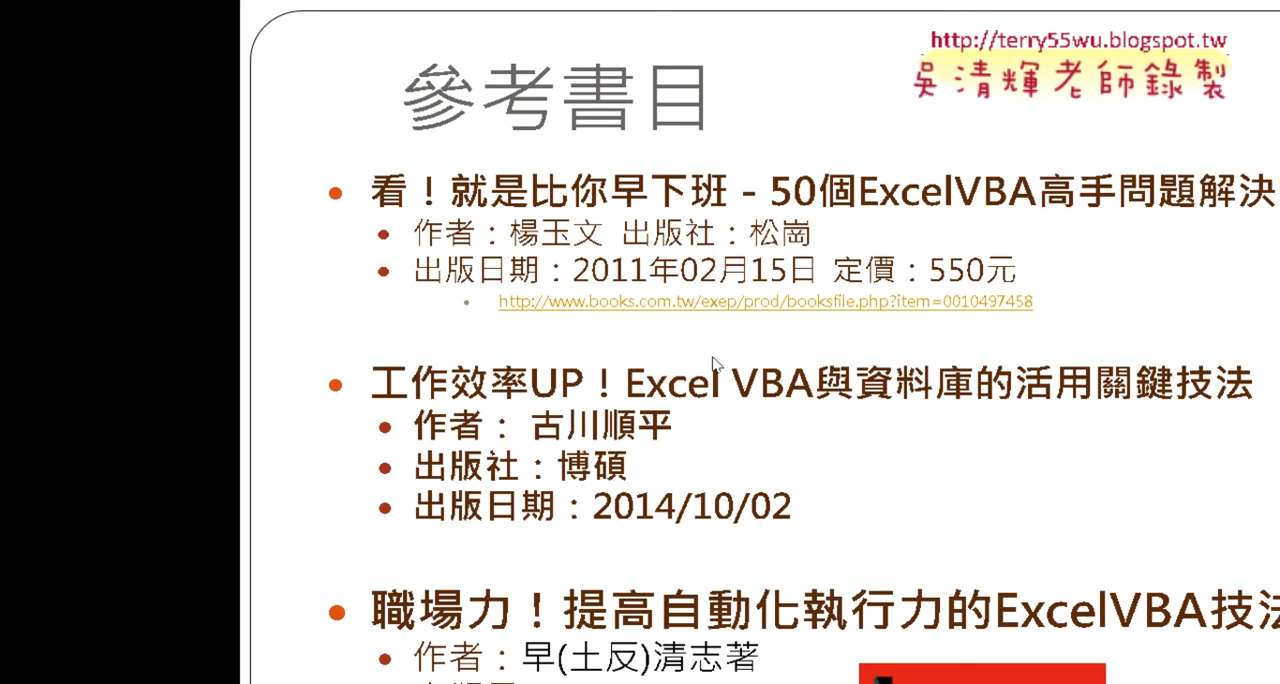 http://terry55wu.blogspot.tw
吳清輝老師錄製
參考書目
看！就是比你早下班－50個ExcelVBA高手問題解決
作者：楊玉文 出版社：松崗
出版日期：2011年02月15日 定價：550元
http://www.books.com.tw/exep/prod/booksfile.php?item=0010497458
工作效率UP！Excel VBA與資料庫的活用關鍵技法
作者： 古川順平
出版社：博碩
出版日期：2014/10/02
職場力！提高自動化執行力的ExcelVBA技
作者：早(土反)清志著